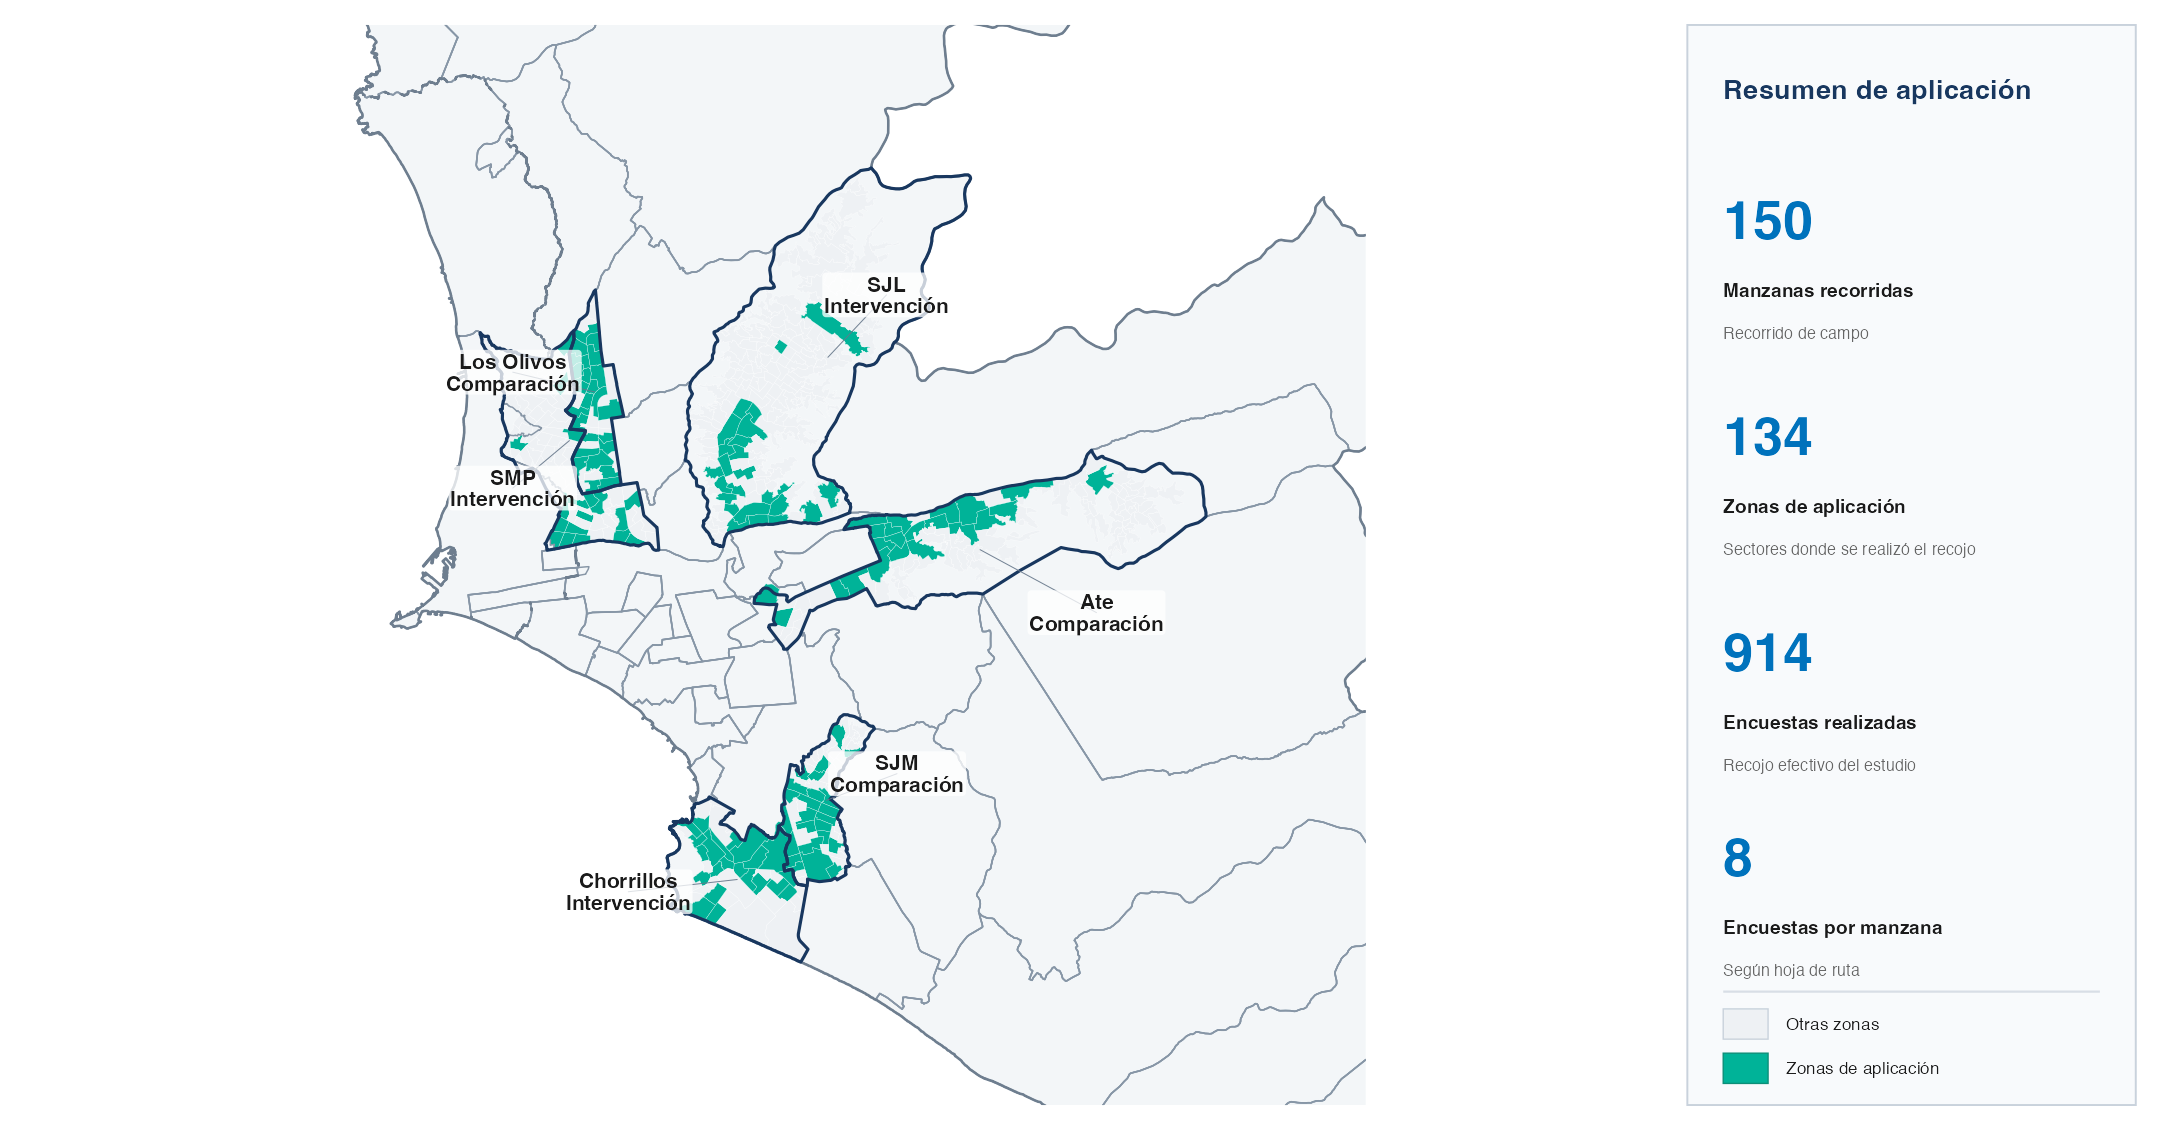 SJL
Intervención
Los Olivos
Comparación
SMP
Intervención
Ate
Comparación
SJM
Comparación
Chorrillos
Intervención
Resumen de aplicación
150
Manzanas recorridas
Recorrido de campo
134
Zonas de aplicación
Sectores donde se realizó el recojo
914
Encuestas realizadas
Recojo efectivo del estudio
8
Encuestas por manzana
Según hoja de ruta
Otras zonas
Zonas de aplicación